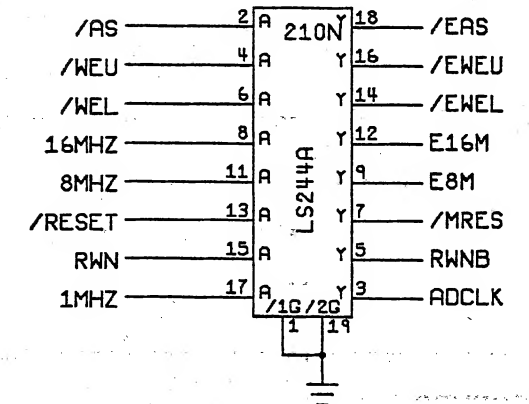 /AS 2 A 210N Y 18 /EAS
/WEU 4 A Y 16 /EWEU
/WEL 6 A Y 14 /EWEL
16MHZ 8 A Y 12 E16M
8MHZ 11 A Y 9 E8M
LS244A
/RESET 13 A Y 7 /MRES
RWN 15 A Y 5 RWNB
1MHZ 17 A Y 3 ADCLK
/1G /2G
1 19